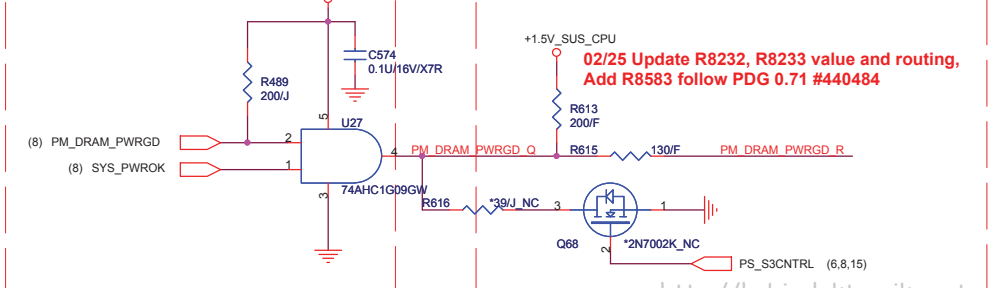 +1.5V_SUS_CPU
02/25 Update R8232, R8233 value and routing,
Add R8583 follow PDG 0.71 #440484
C574
0.1U/16V/X7R
R489
200/J
R613
200/F
5
U27
(8) PM_DRAM_PWRGD
2
4
PM_DRAM_PWRGD_Q
R615
130/F
PM_DRAM_PWRGD_R
(8) SYS_PWROK
1
74AHC1G09GW
3
R616
*39/J_NC
3
1
Q68
2
*2N7002K_NC
PS_S3CNTRL (6,8,15)